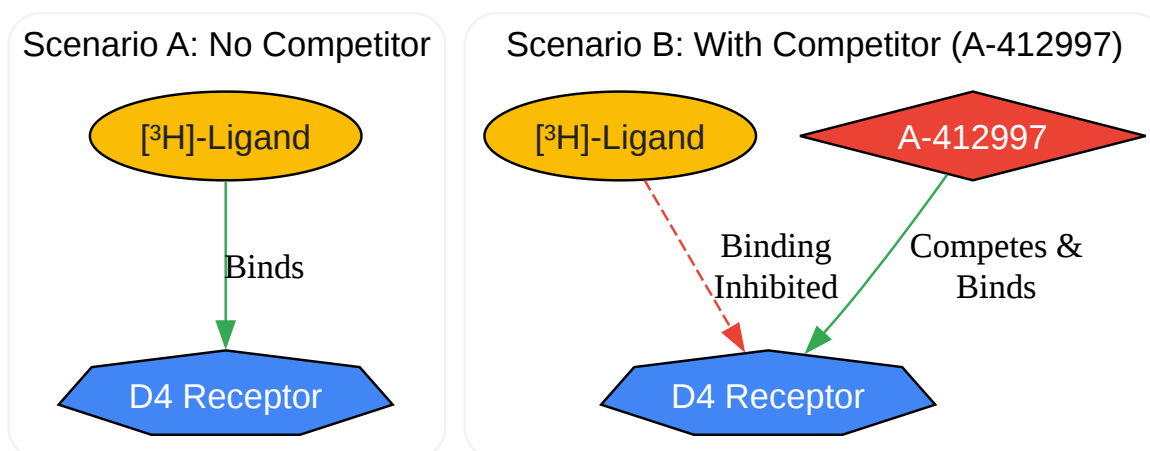 Scenario A: No Competitor
[³H]-Ligand
Binds
D4 Receptor
Scenario B: With Competitor (A-412997)
[³H]-Ligand
A-412997
Binding
Inhibited
Competes &
Binds
D4 Receptor